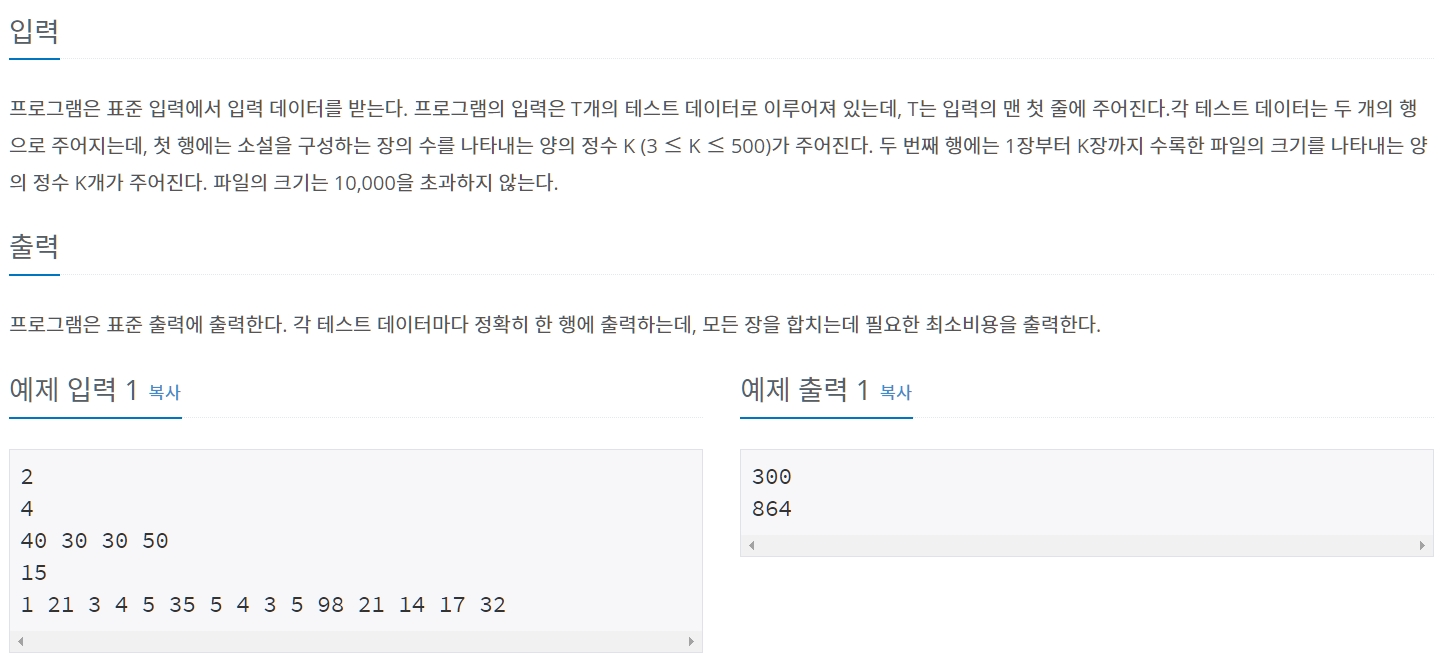 입력
프로그램은 표준 입력에서 입력 데이터를 받는다. 프로그램의 입력은 T개의 테스트 데이터로 이루어져 있는데, T는 입력의 맨 첫 줄에 주어진다.각 테스트 데이터는 두 개의 행
으로 주어지는데, 첫 행에는 소설을 구성하는 장의 수를 나타내는 양의 정수 K (3 ≤ K ≤ 500)가 주어진다. 두 번째 행에는 1장부터 K장까지 수록한 파일의 크기를 나타내는 양
의 정수 K개가 주어진다. 파일의 크기는 10,000을 초과하지 않는다.
출력
프로그램은 표준 출력에 출력한다. 각 테스트 데이터마다 정확히 한 행에 출력하는데, 모든 장을 합치는데 필요한 최소비용을 출력한다.
예제 입력 1 복사
2
4
40 30 30 50
15
1 21 3 4 5 35 5 4 3 5 98 21 14 17 32
예제 출력 1 복사
300
864